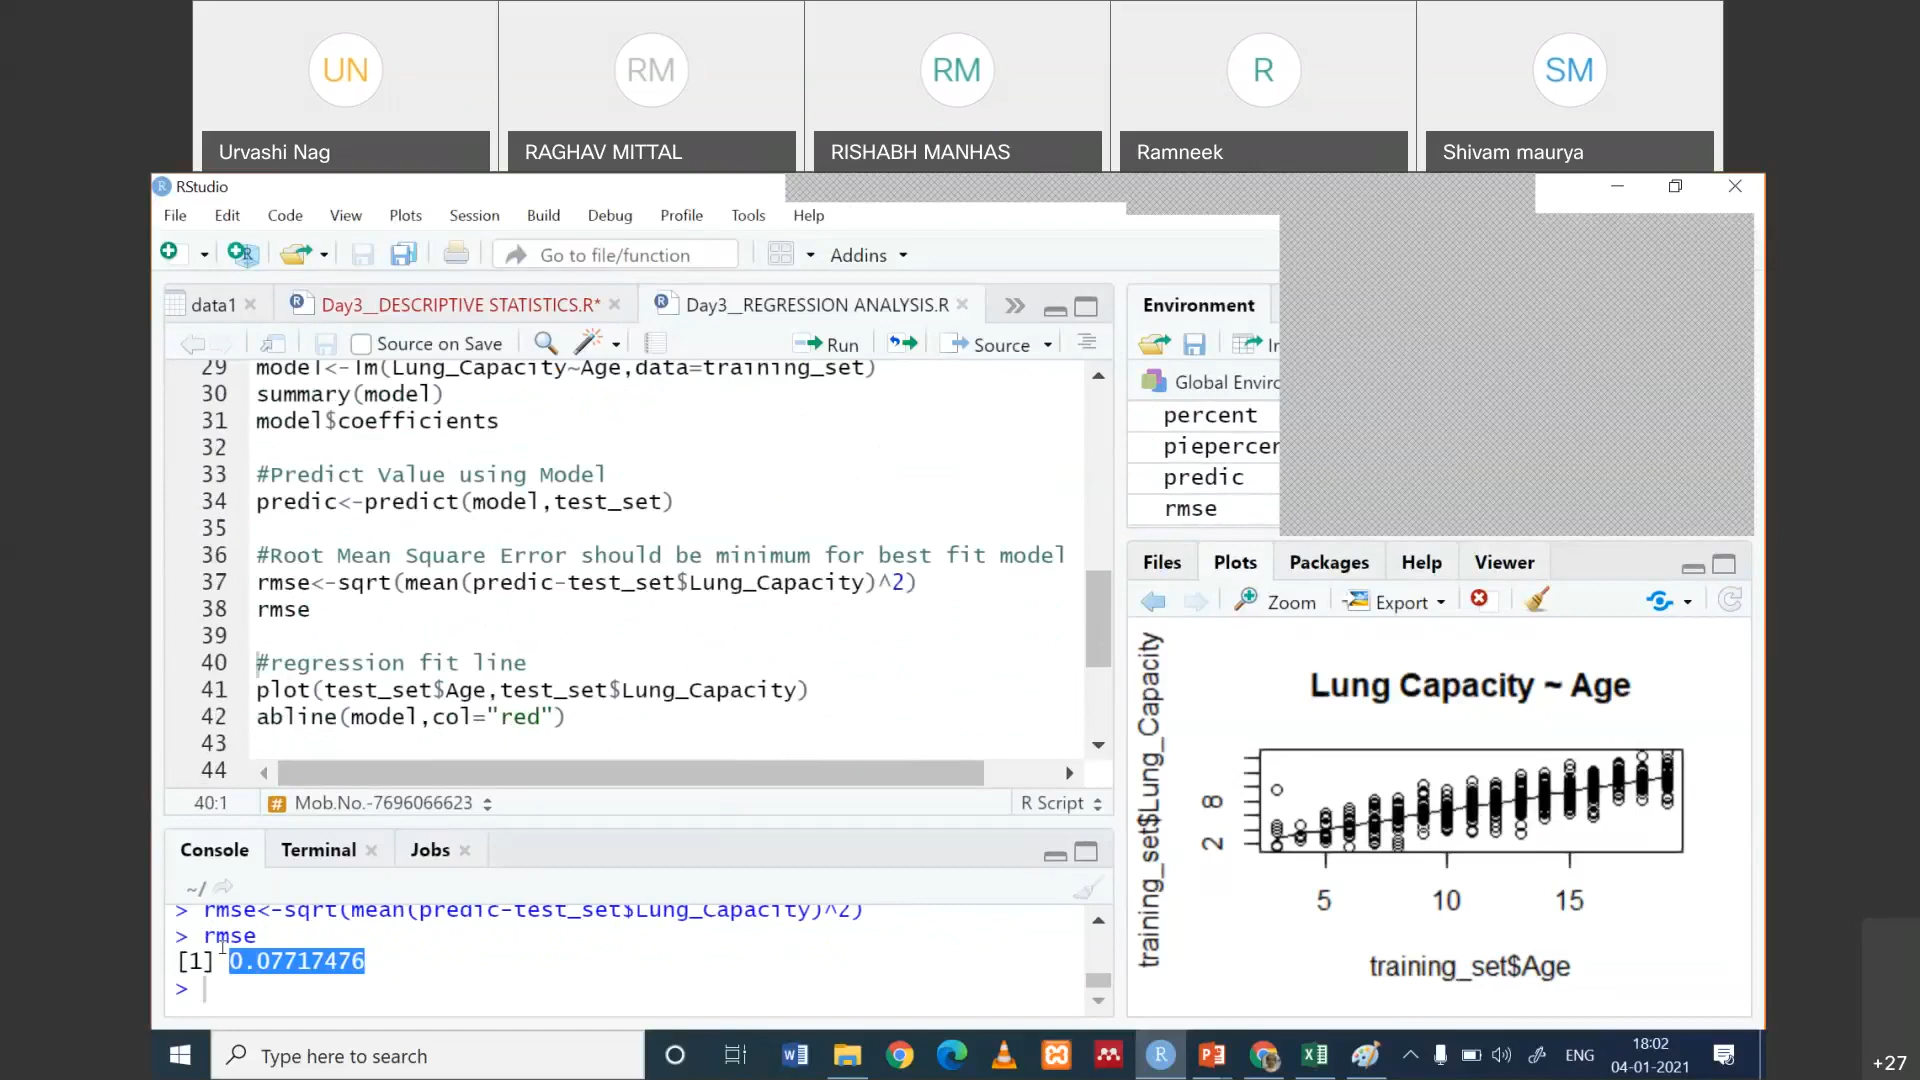 UN
RM
RM
R
SM
Urvashi Nag
RAGHAV MITTAL
RISHABH MANHAS
Ramneek
Shivam maurya
R RStudio
File Edit Code View Plots Session Build Debug Profile Tools Help
Go to file/function
Addins
data1
Day3__DESCRIPTIVE STATISTICS.R*
Day3__REGRESSION ANALYSIS.R
Source on Save
Run
Source
29 model<-lm(Lung_Capacity~Age,data=training_set)
30 summary(model)
31 model$coefficients
32
33 #Predict Value using Model
34 predic<-predict(model,test_set)
35
36 #Root Mean Square Error should be minimum for best fit model
37 rmse<-sqrt(mean(predic-test_set$Lung_Capacity)^2)
38 rmse
39
40 #regression fit line
41 plot(test_set$Age,test_set$Lung_Capacity)
42 abline(model,col="red")
43
44
40:1
# Mob.No.-7696066623
R Script
Environment
Global Enviro
percent
piepercen
predic
rmse
Files Plots Packages Help Viewer
Zoom
Export
Lung Capacity ~ Age
training_set$Lung_Capacity
8
2
5 10 15
training_set$Age
Console Terminal Jobs
~/
> rmse<-sqrt(mean(predic-test_set$Lung_Capacity)^2)
> rmse
[1] 0.07717476
>
Type here to search
ENG
18:02
04-01-2021
+27